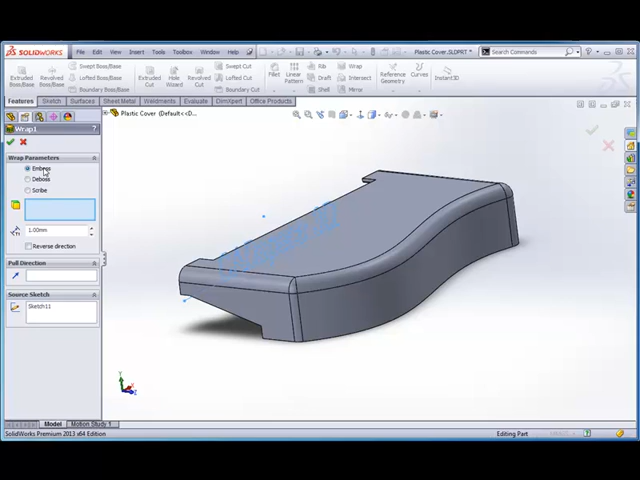 SOLIDWORKS File Edit View Insert Tools Toolbox Window Help Plastic Cover.SLDPRT Search Commands
Extruded Boss/Base Revolved Boss/Base Swept Boss/Base Lofted Boss/Base Boundary Boss/Base Extruded Cut Hole Wizard Revolved Cut Swept Cut Lofted Cut Boundary Cut Fillet Linear Pattern Rib Draft Shell Wrap Intersect Mirror Reference Geometry Curves Instant3D
Features Sketch Surfaces Sheet Metal Weldments Evaluate DimXpert Office Products
Plastic Cover (Default<<D...
Wrap1 ?
Wrap Parameters
Emboss
Deboss
Scribe
1.00mm
Reverse direction
Pull Direction
Source Sketch
Sketch11
Y
X
Z
Model Motion Study 1
SolidWorks Premium 2013 x64 Edition Editing Part